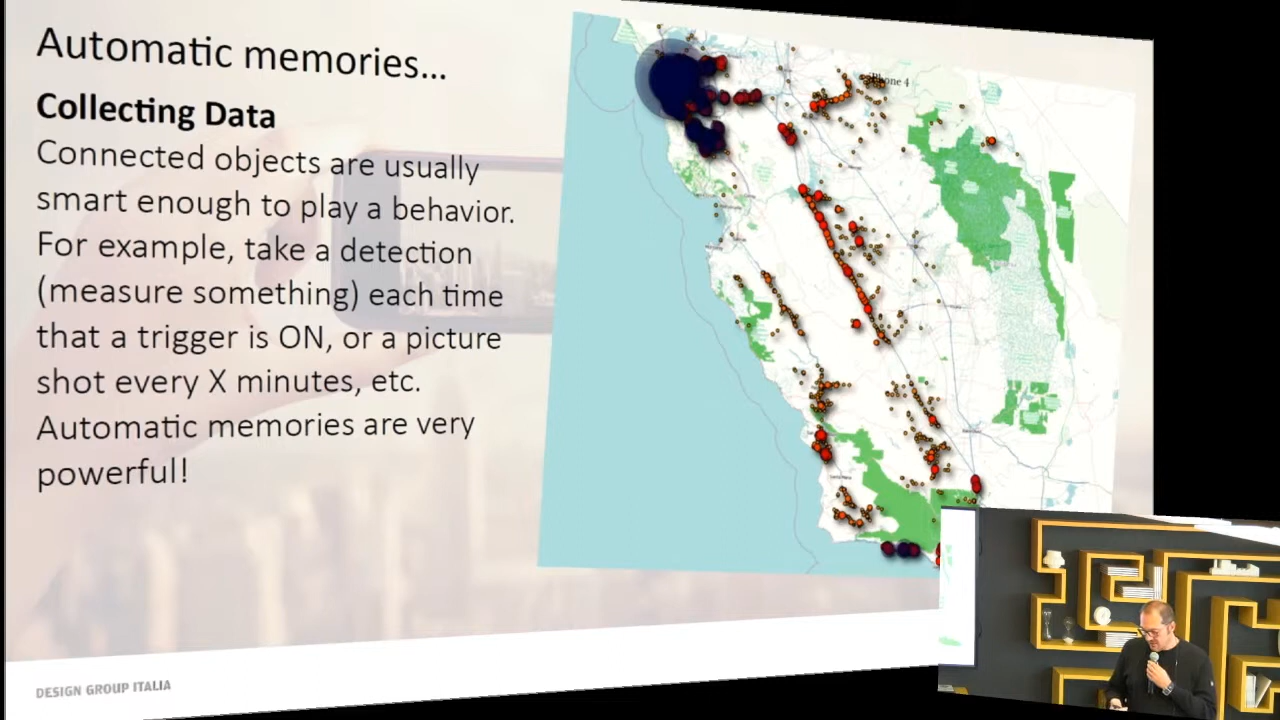 Automatic memories...
Collecting Data
Connected objects are usually
smart enough to play a behavior.
For example, take a detection
(measure something) each time
that a trigger is ON, or a picture
shot every X minutes, etc.
Automatic memories are very
powerful!
iPhone 4
DESIGN GROUP ITALIA